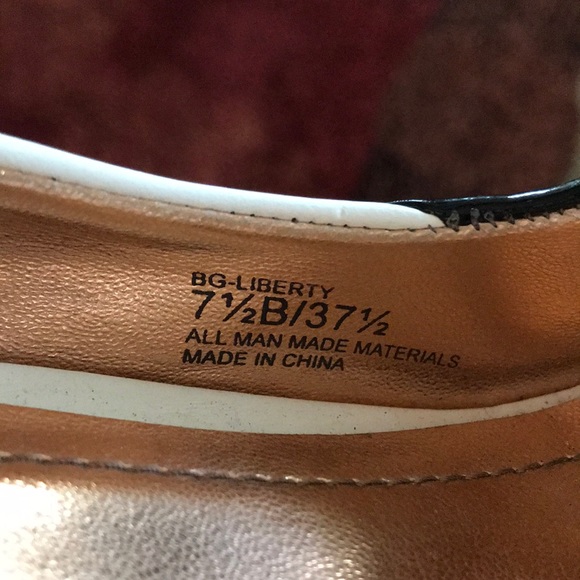 BG-LIBERTY
7½B/37½
ALL MAN MADE MATERIALS
MADE IN CHINA